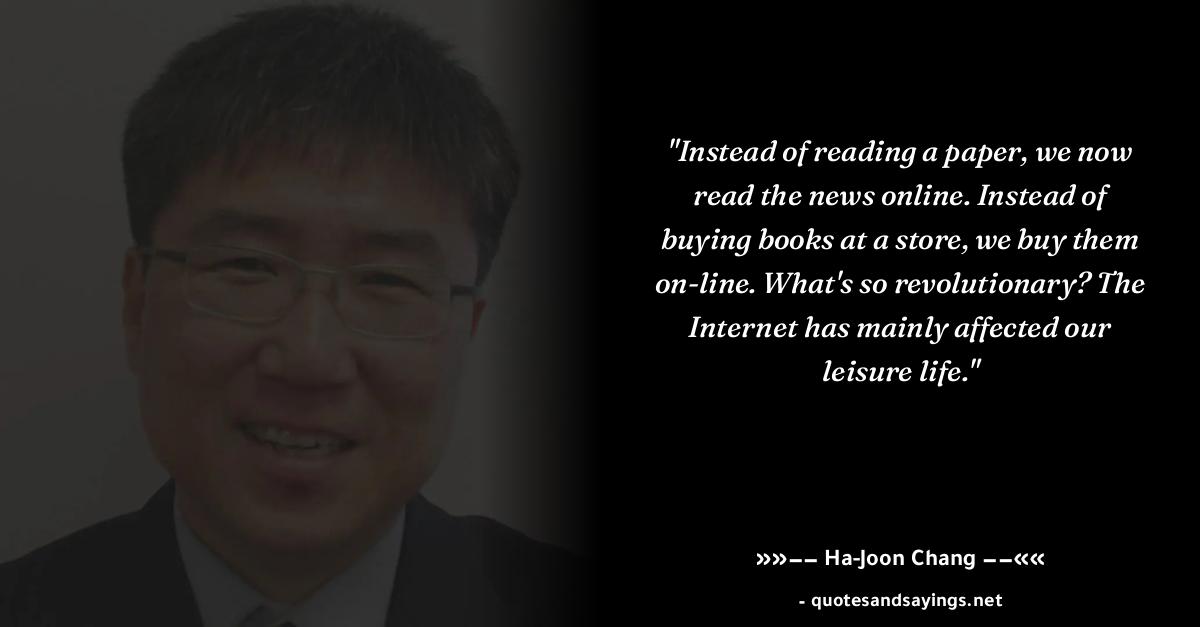 "Instead of reading a paper, we now
read the news online. Instead of
buying books at a store, we buy them
on-line. What's so revolutionary? The
Internet has mainly affected our
leisure life."
»»−− Ha-Joon Chang −−««
- quotesandsayings.net